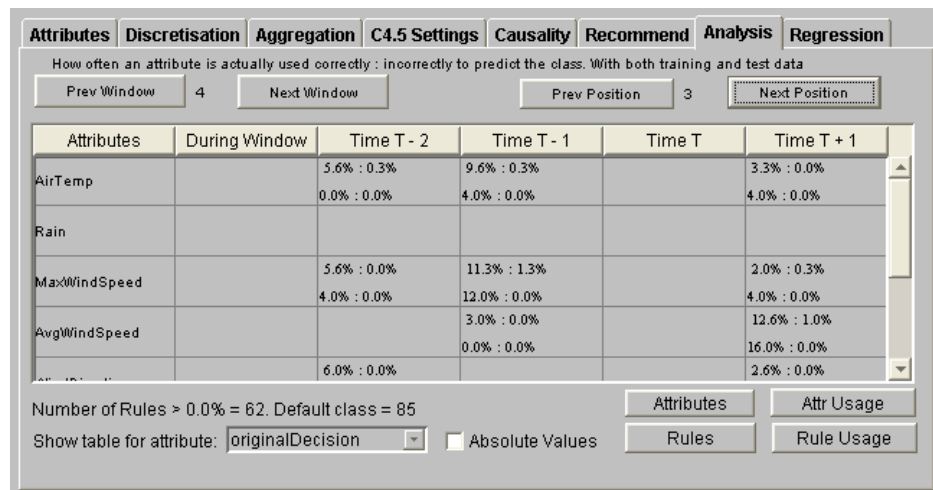 Attributes Discretisation Aggregation C4.5 Settings Causality Recommend Analysis Regression
How often an attribute is actually used correctly : incorrectly to predict the class. With both training and test data
Prev Window 4 Next Window Prev Position 3 Next Position
Attributes During Window Time T - 2 Time T - 1 Time T Time T + 1
AirTemp 5.6% : 0.3% 9.6% : 0.3% 3.3% : 0.0%
0.0% : 0.0% 4.0% : 0.0% 4.0% : 0.0%
Rain
MaxWindSpeed 5.6% : 0.0% 11.3% : 1.3% 2.0% : 0.3%
4.0% : 0.0% 12.0% : 0.0% 4.0% : 0.0%
AvgWindSpeed 3.0% : 0.0% 12.6% : 1.0%
0.0% : 0.0% 16.0% : 0.0%
6.0% : 0.0% 2.6% : 0.0%
Number of Rules > 0.0% = 62. Default class = 85
Attributes Attr Usage
Show table for attribute: originalDecision Absolute Values Rules Rule Usage